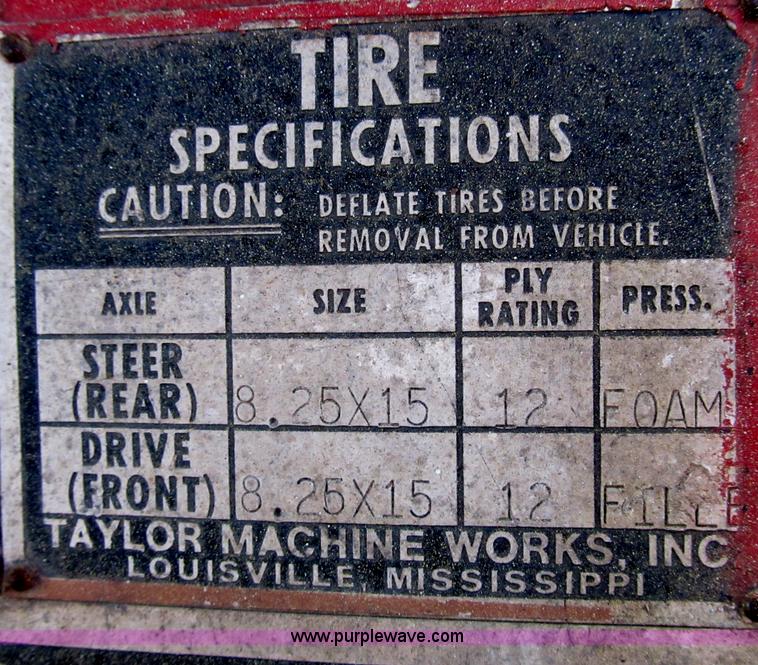 TIRE
SPECIFICATIONS
CAUTION: DEFLATE TIRES BEFORE
REMOVAL FROM VEHICLE.
AXLE SIZE PLY RATING PRESS.
STEER (REAR) 8.25X15 12 FOAM
DRIVE (FRONT) 8.25X15 12
TAYLOR MACHINE WORKS, INC
LOUISVILLE, MISSISSIPPI
www.purplewave.com